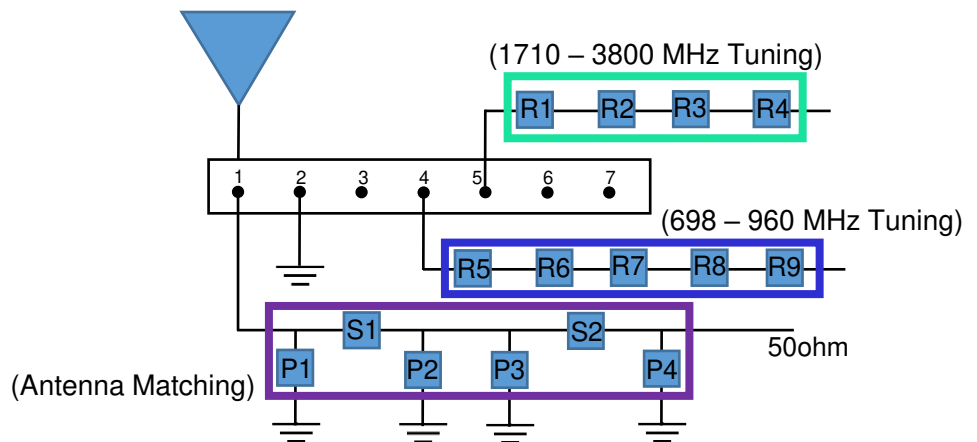 (1710 – 3800 MHz Tuning)
R1 R2 R3 R4
1 2 3 4 5 6 7
(698 – 960 MHz Tuning)
R5 R6 R7 R8 R9
S1 S2
50ohm
P1 P2 P3 P4
(Antenna Matching)